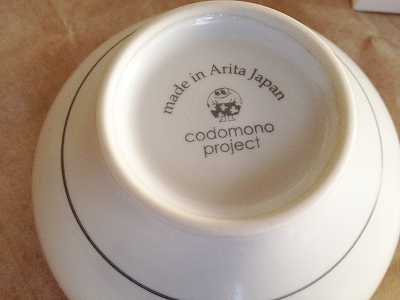 made in Arita Japan
codomono
project